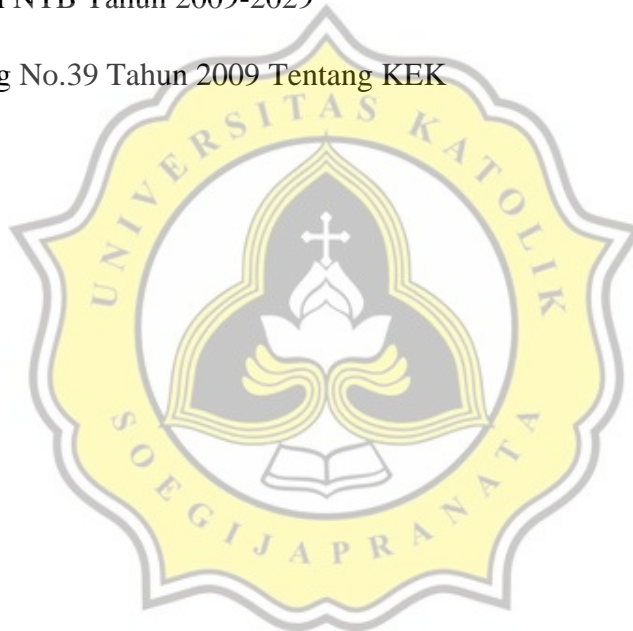 NTB Tahun 2009-2029
g No.39 Tahun 2009 Tentang KEK
UNIVERSITAS KATOLIK
SOEGIJAPRANATA